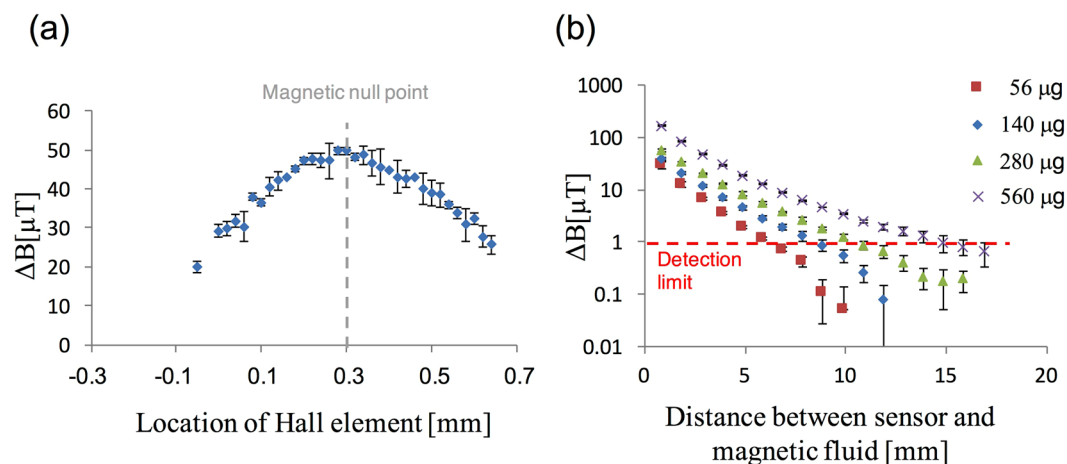 (a)
Magnetic null point
60
50
40
30
20
10
0
ΔB[μT]
-0.3
-0.1
0.1
0.3
0.5
0.7
Location of Hall element [mm]
(b)
1000
100
10
1
0.1
0.01
ΔB[μT]
56 μg
140 μg
280 μg
560 μg
Detection
limit
0
5
10
15
20
Distance between sensor and
magnetic fluid [mm]